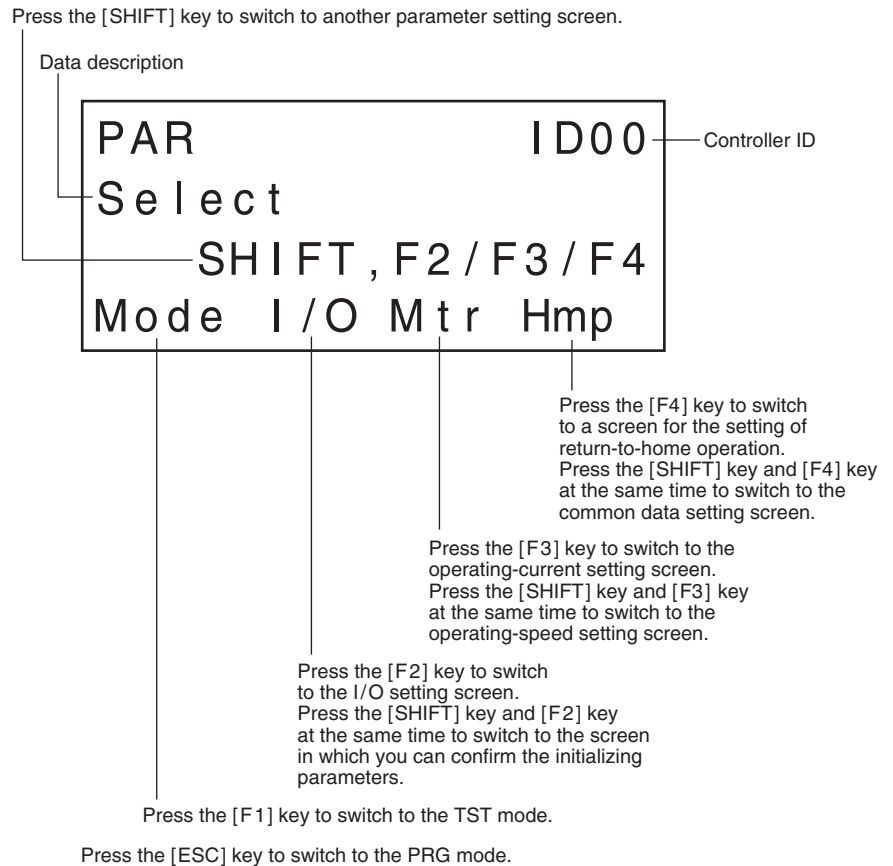 Press the [SHIFT] key to switch to another parameter setting screen.
Data description
PAR ID00
Controller ID
Select
SHIFT, F2/F3/F4
Mode I/O Mtr Hmp
Press the [F4] key to switch
to a screen for the setting of
return-to-home operation.
Press the [SHIFT] key and [F4] key
at the same time to switch to the
common data setting screen.
Press the [F3] key to switch to the
operating-current setting screen.
Press the [SHIFT] key and [F3] key
at the same time to switch to the
operating-speed setting screen.
Press the [F2] key to switch
to the I/O setting screen.
Press the [SHIFT] key and [F2] key
at the same time to switch to the screen
in which you can confirm the initializing
parameters.
Press the [F1] key to switch to the TST mode.
Press the [ESC] key to switch to the PRG mode.